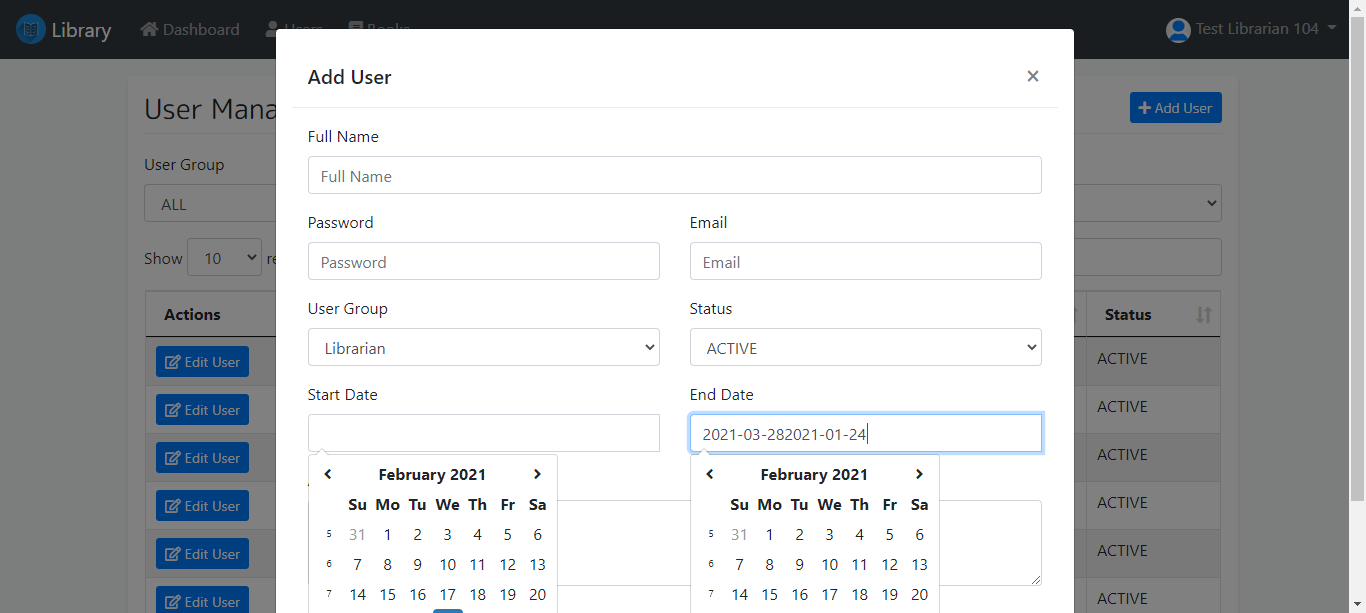 Library
Dashboard
Users
Books
Test Librarian 104
Add User
×
User Mana
Add User
Full Name
Full Name
User Group
ALL
Password
Email
Password
Email
Show 10 re
User Group
Status
Librarian
ACTIVE
Actions
Status
Start Date
End Date
2021-03-282021-01-24
Edit User
ACTIVE
Edit User
ACTIVE
Edit User
ACTIVE
Edit User
ACTIVE
Edit User
ACTIVE
Edit User
ACTIVE
February 2021
Su Mo Tu We Th Fr Sa
5 31 1 2 3 4 5 6
6 7 8 9 10 11 12 13
7 14 15 16 17 18 19 20
February 2021
Su Mo Tu We Th Fr Sa
5 31 1 2 3 4 5 6
6 7 8 9 10 11 12 13
7 14 15 16 17 18 19 20